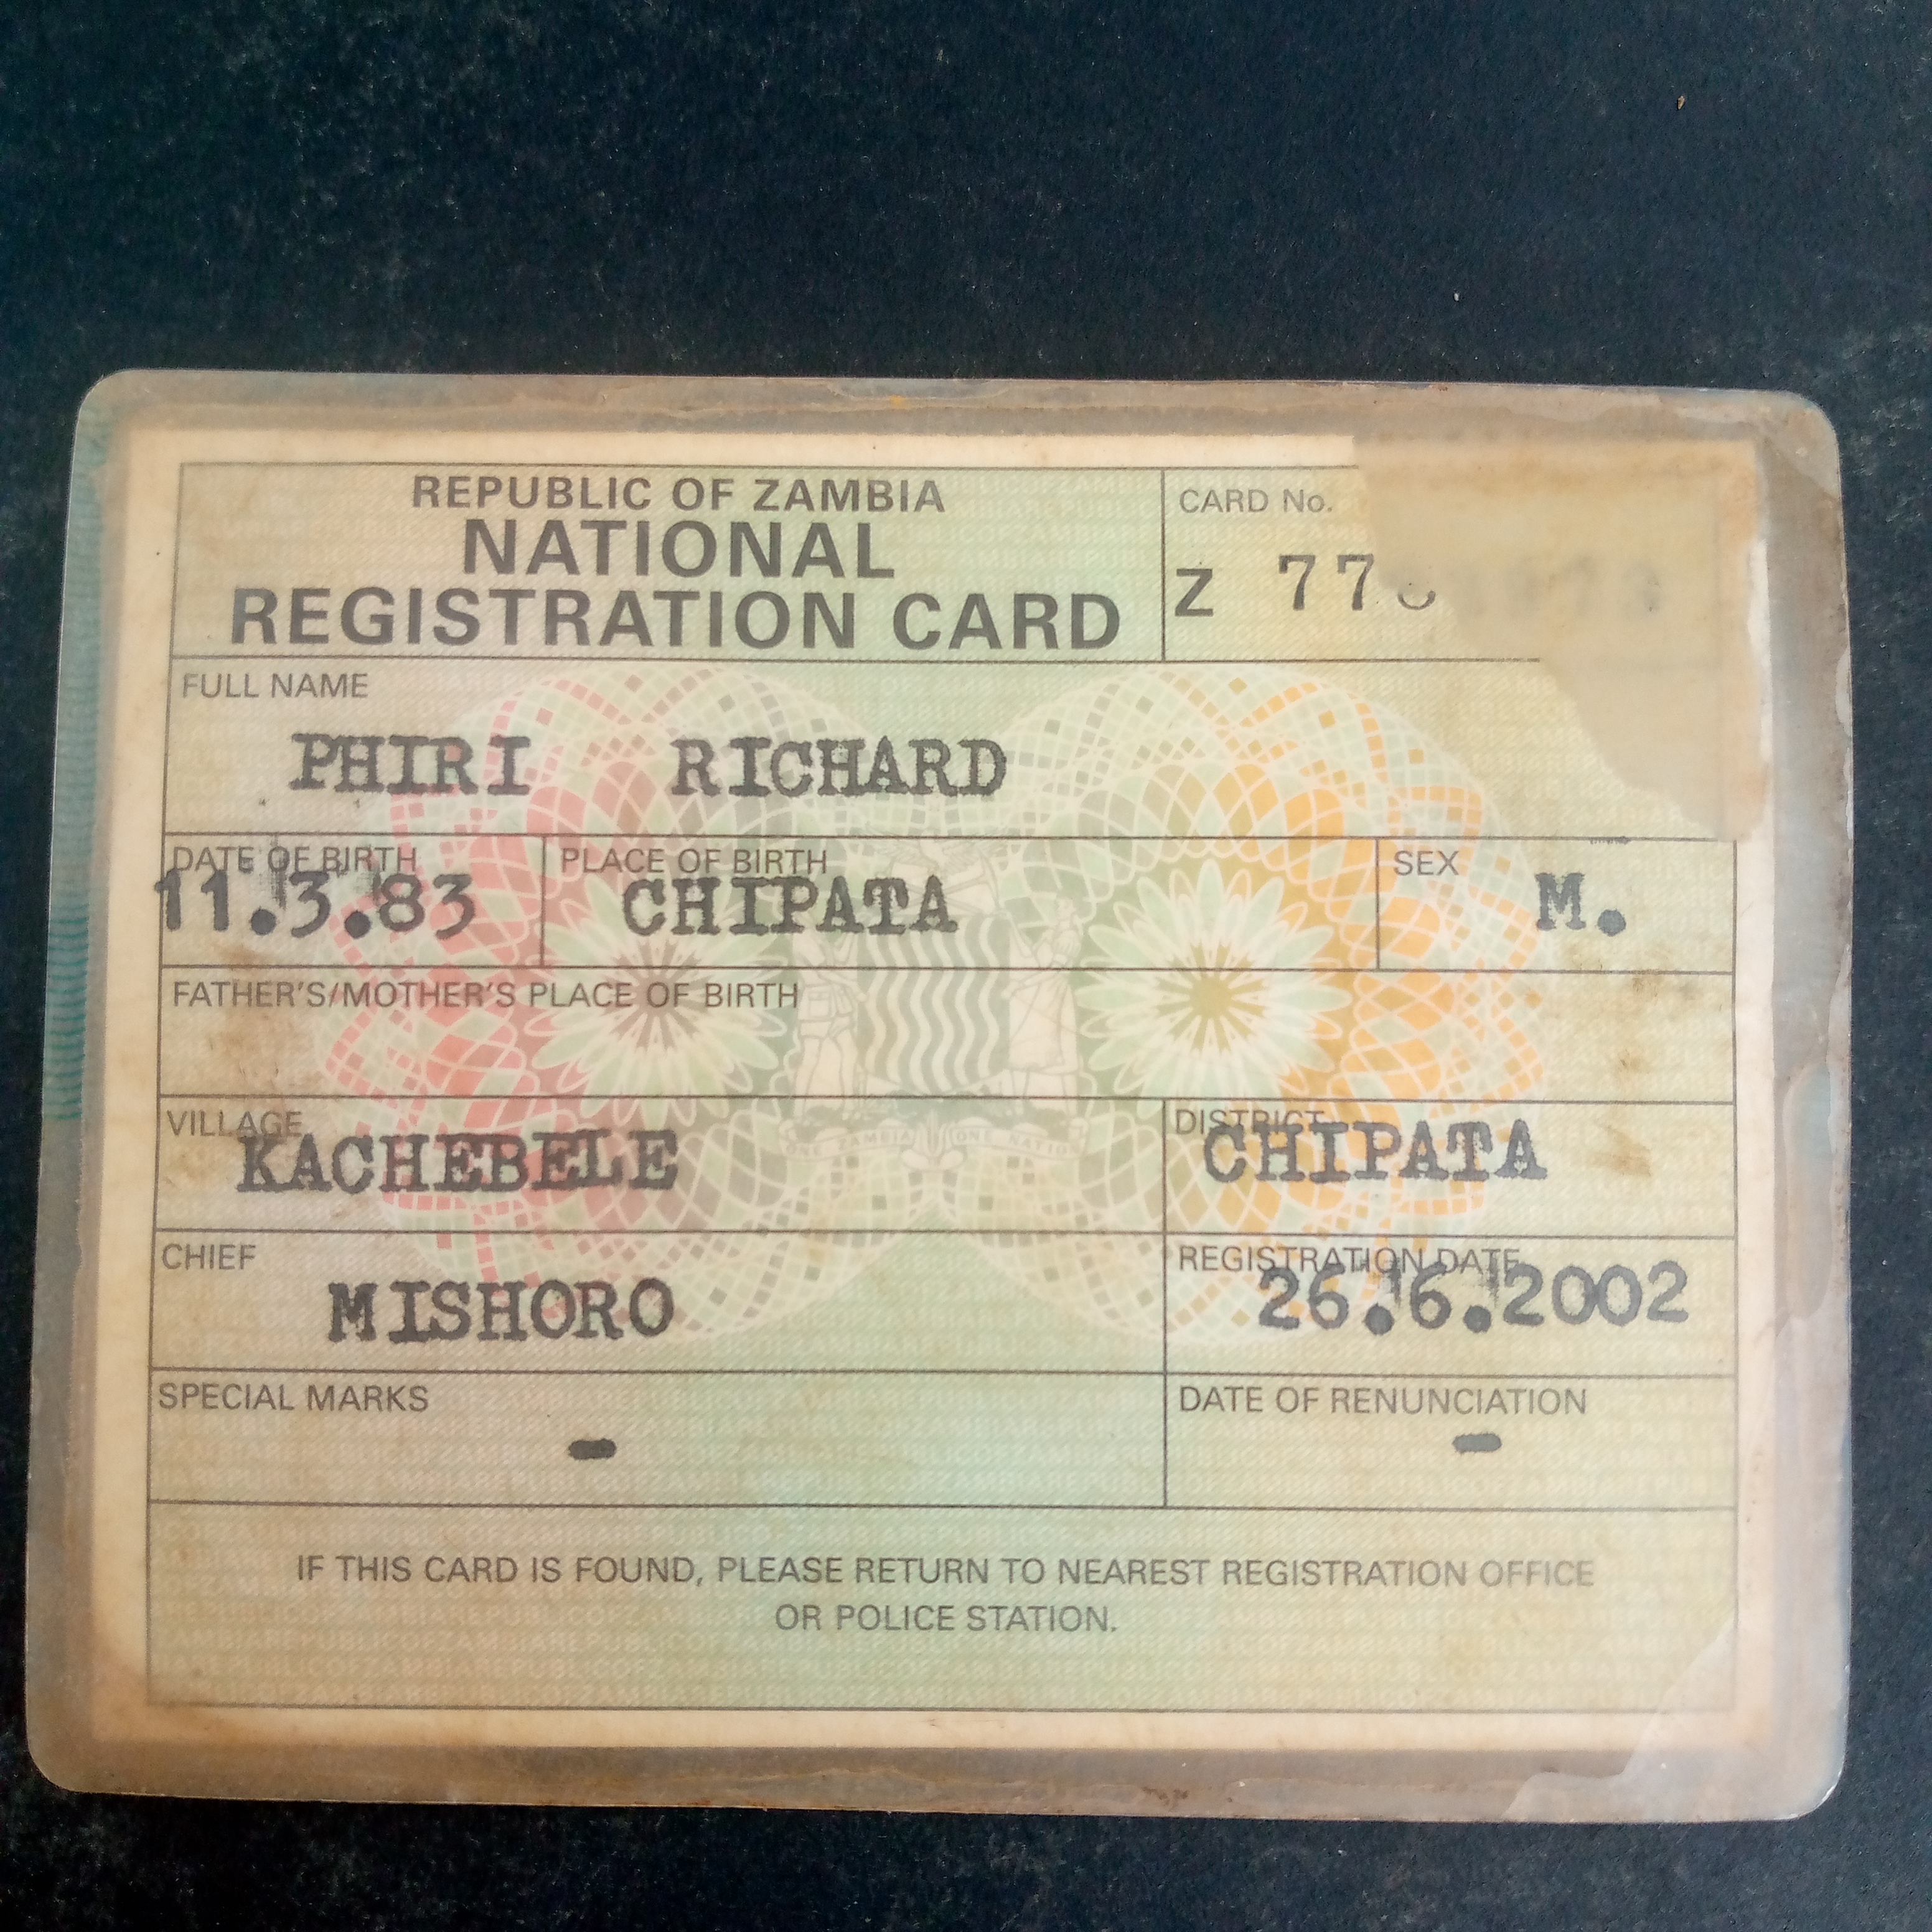 REPUBLIC OF ZAMBIA
NATIONAL
REGISTRATION CARD
CARD No.
Z 77
FULL NAME
PHIRI RICHARD
DATE OF BIRTH
11.3.83
PLACE OF BIRTH
CHIPATA
SEX
M.
FATHER'S/MOTHER'S PLACE OF BIRTH
VILLAGE
KACHEBELE
DISTRICT
CHIPATA
CHIEF
MISHORO
REGISTRATION DATE
26.6.2002
SPECIAL MARKS
-
DATE OF RENUNCIATION
-
IF THIS CARD IS FOUND, PLEASE RETURN TO NEAREST REGISTRATION OFFICE
OR POLICE STATION.